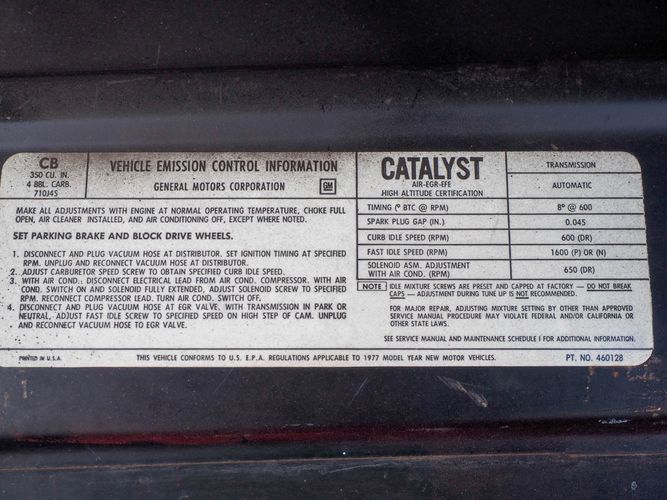 CB
350 CU. IN.
4 BBL. CARB.
710J4S
VEHICLE EMISSION CONTROL INFORMATION
GENERAL MOTORS CORPORATION
GM
MAKE ALL ADJUSTMENTS WITH ENGINE AT NORMAL OPERATING TEMPERATURE, CHOKE FULL
OPEN, AIR CLEANER INSTALLED, AND AIR CONDITIONING OFF, EXCEPT WHERE NOTED.
SET PARKING BRAKE AND BLOCK DRIVE WHEELS.
1. DISCONNECT AND PLUG VACUUM HOSE AT DISTRIBUTOR. SET IGNITION TIMING AT SPECIFIED
RPM. UNPLUG AND RECONNECT VACUUM HOSE AT DISTRIBUTOR.
2. ADJUST CARBURETOR SPEED SCREW TO OBTAIN SPECIFIED CURB IDLE SPEED.
3. WITH AIR COND.: DISCONNECT ELECTRICAL LEAD FROM AIR COND. COMPRESSOR. WITH AIR
COND. SWITCH ON AND SOLENOID FULLY EXTENDED, ADJUST SOLENOID SCREW TO SPECIFIED
RPM. RECONNECT COMPRESSOR LEAD. TURN AIR COND. SWITCH OFF.
4. DISCONNECT AND PLUG VACUUM HOSE AT EGR VALVE. WITH TRANSMISSION IN PARK OR
NEUTRAL, ADJUST FAST IDLE SCREW TO SPECIFIED SPEED ON HIGH STEP OF CAM. UNPLUG
AND RECONNECT VACUUM HOSE TO EGR VALVE.
CATALYST
AIR-EGR-EFE
HIGH ALTITUDE CERTIFICATION
TRANSMISSION
AUTOMATIC
TIMING (° BTC @ RPM) 8° @ 600
SPARK PLUG GAP (IN.) 0.045
CURB IDLE SPEED (RPM) 600 (DR)
FAST IDLE SPEED (RPM) 1600 (P) OR (N)
SOLENOID ASM. ADJUSTMENT
WITH AIR COND. (RPM) 650 (DR)
NOTE IDLE MIXTURE SCREWS ARE PRESET AND CAPPED AT FACTORY — DO NOT BREAK
CAPS — ADJUSTMENT DURING TUNE UP IS NOT RECOMMENDED.
FOR MAJOR REPAIR, ADJUSTING MIXTURE SETTING BY OTHER THAN APPROVED
SERVICE MANUAL PROCEDURE MAY VIOLATE FEDERAL AND/OR CALIFORNIA OR
OTHER STATE LAWS.
SEE SERVICE MANUAL AND MAINTENANCE SCHEDULE I FOR ADDITIONAL INFORMATION.
PRINTED IN U.S.A.
THIS VEHICLE CONFORMS TO U.S. E.P.A. REGULATIONS APPLICABLE TO 1977 MODEL YEAR NEW MOTOR VEHICLES.
PT. NO. 460128